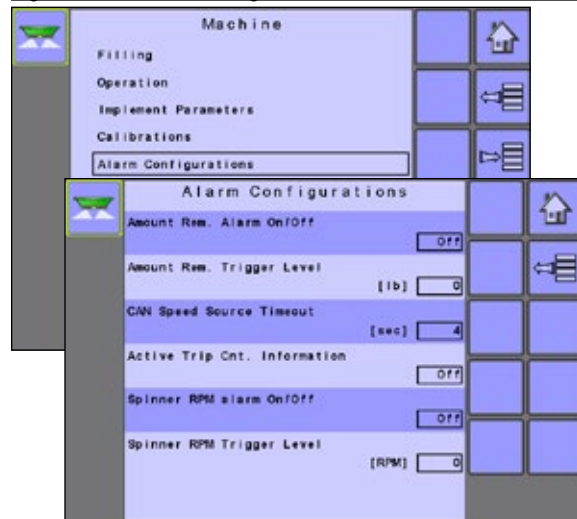 Machine
Filling
Operation
Implement Parameters
Calibrations
Alarm Configurations
Alarm Configurations
Amount Rem. Alarm On/Off
Off
Amount Rem. Trigger Level
[lb] 0
CAN Speed Source Timeout
[sec] 4
Active Trip Cnt. Information
Off
Spinner RPM alarm On/Off
Off
Spinner RPM Trigger Level
[RPM] 0